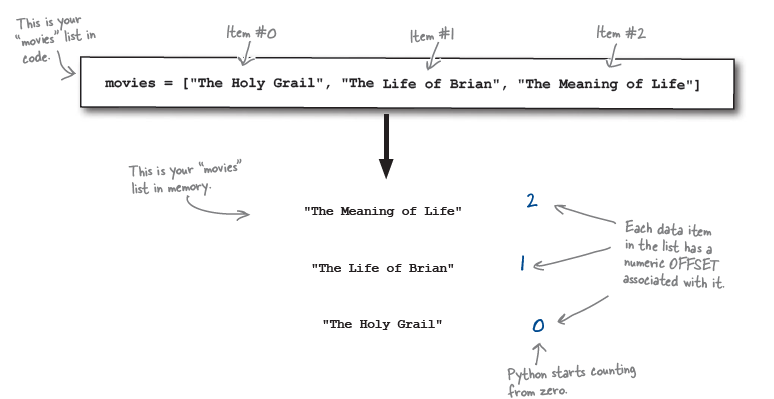 This is your
"movies" list in
code.
Item #0
Item #1
Item #2
movies = ["The Holy Grail", "The Life of Brian", "The Meaning of Life"]
This is your "movies"
list in memory.
"The Meaning of Life" 2
"The Life of Brian" 1
"The Holy Grail" 0
Each data item
in the list has a
numeric OFFSET
associated with it.
Python starts counting
from zero.